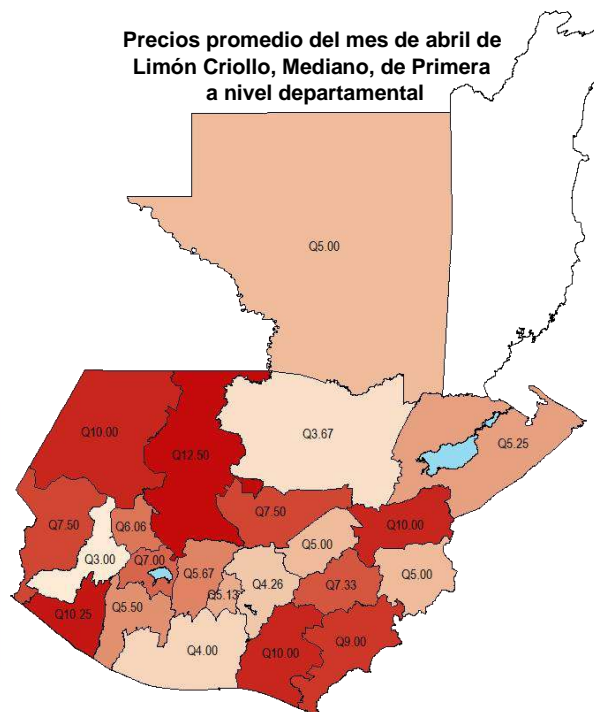 Precios promedio del mes de abril de
Limón Criollo, Mediano, de Primera
a nivel departamental
Q5.00
Q3.67
Q5.25
Q10.00
Q12.50
Q7.50
Q7.50
Q6.06
Q10.00
Q5.00
Q3.00
Q7.00
Q5.67
Q4.26
Q7.33
Q5.00
Q5.13
Q10.25
Q5.50
Q4.00
Q10.00
Q9.00